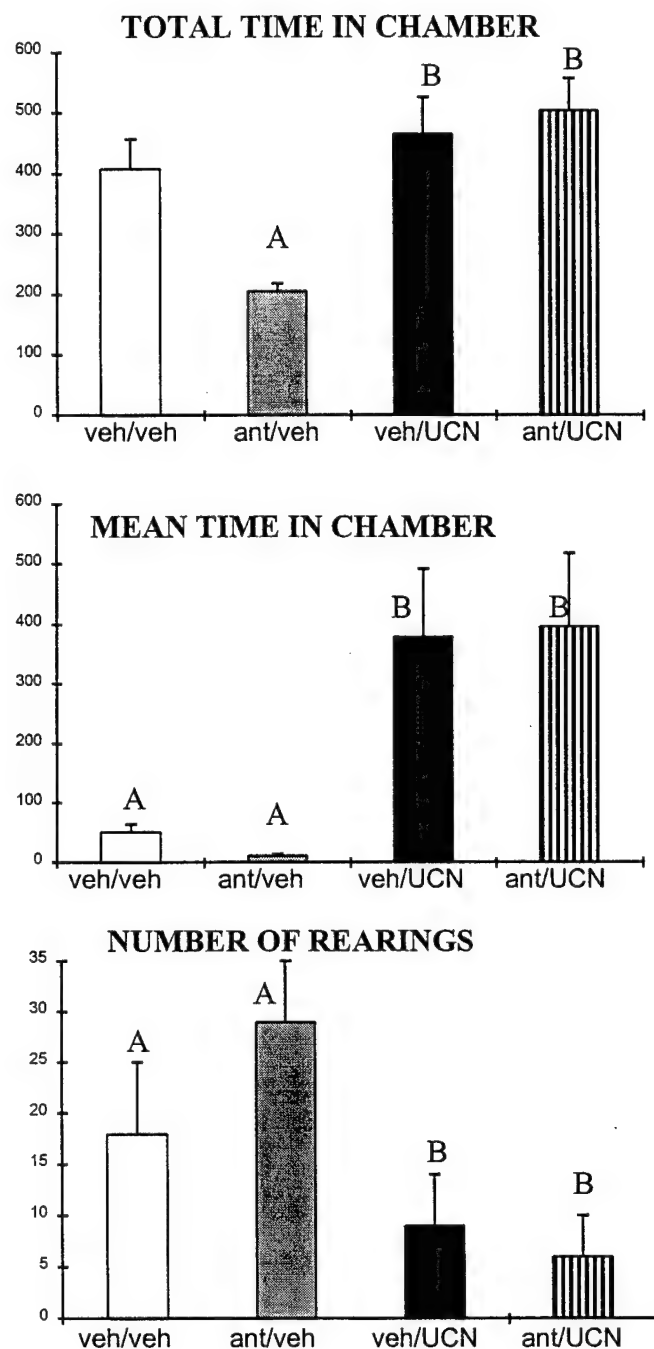 TOTAL TIME IN CHAMBER
600
500
400
300
200
100
0
A
B
B
veh/veh
ant/veh
veh/UCN
ant/UCN
MEAN TIME IN CHAMBER
600
500
400
300
200
100
0
A
A
B
B
veh/veh
ant/veh
veh/UCN
ant/UCN
NUMBER OF REARINGS
35
30
25
20
15
10
5
0
A
A
B
B
veh/veh
ant/veh
veh/UCN
ant/UCN